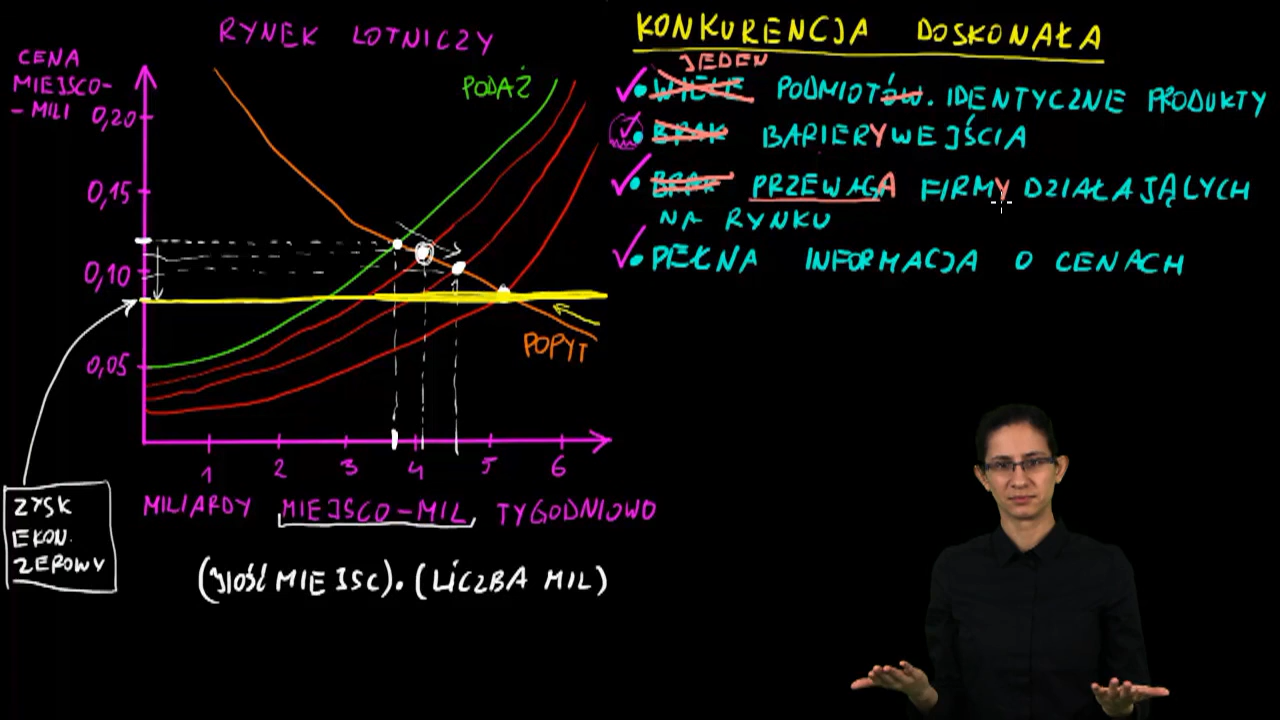 RYNEK LOTNICZY
CENA
MIEJSCO-
- MILI
0,20
0,15
0,10
0,05
PODAŻ
POPYT
1 2 3 4 5 6
MILIARDY MIEJSCO-MIL TYGODNIOWO
(ILOŚĆ MIEJSC). (LICZBA MIL)
ZYSK
EKON.
ZEROWY
KONKURENCJA DOSKONAŁA
JEDEN
WIELE PODMIOTÓW. IDENTYCZNE PRODUKTY
BRAK BARIERY WEJŚCIA
BRAK PRZEWAGA FIRMY DZIAŁAJĄCYCH
NA RYNKU
PEŁNA INFORMACJA O CENACH